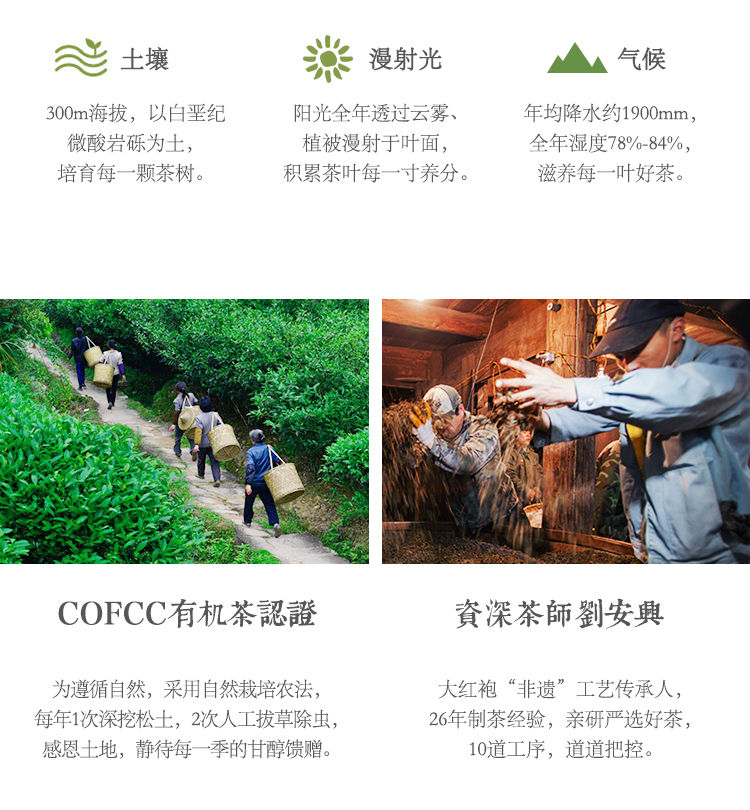 土壤
300m海拔，以白垩纪
微酸岩砾为土，
培育每一颗茶树。
漫射光
阳光全年透过云雾、
植被漫射于叶面，
积累茶叶每一寸养分。
气候
年均降水约1900mm，
全年湿度78%-84%，
滋养每一叶好茶。
COFCC有机茶認證
为遵循自然，采用自然栽培农法，
每年1次深挖松土，2次人工拔草除虫，
感恩土地，静待每一季的甘醇馈赠。
資深茶師劉安興
大红袍“非遗”工艺传承人，
26年制茶经验，亲研严选好茶，
10道工序，道道把控。